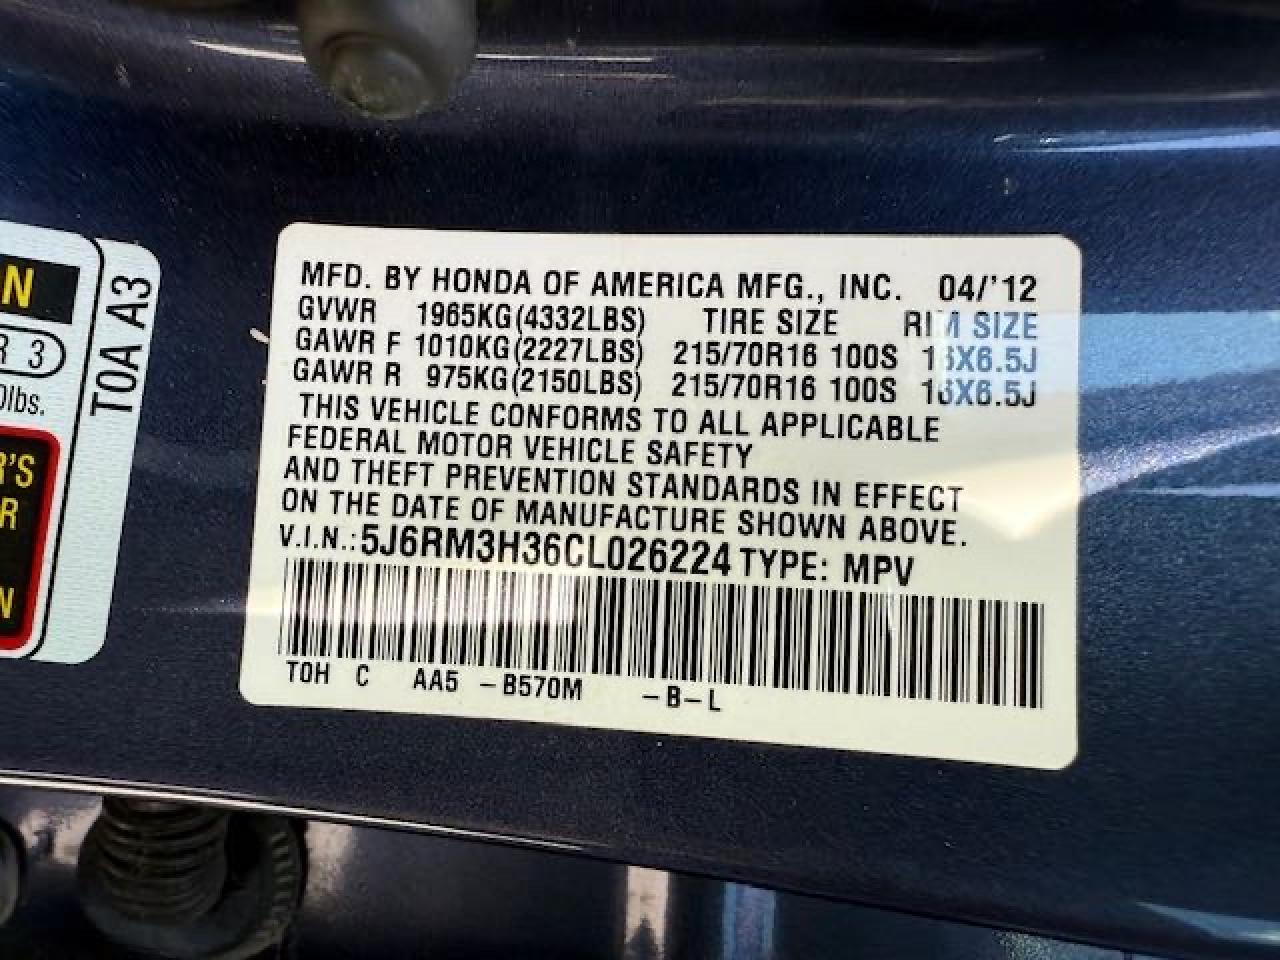 MFD. BY HONDA OF AMERICA MFG., INC. 04/'12
GVWR 1965KG(4332LBS) TIRE SIZE RIM SIZE
GAWR F 1010KG(2227LBS) 215/70R16 100S 16X6.5J
GAWR R 975KG(2150LBS) 215/70R16 100S 16X6.5J
THIS VEHICLE CONFORMS TO ALL APPLICABLE
FEDERAL MOTOR VEHICLE SAFETY
AND THEFT PREVENTION STANDARDS IN EFFECT
ON THE DATE OF MANUFACTURE SHOWN ABOVE.
V.I.N.: 5J6RM3H36CL026224 TYPE: MPV
T0H C AA5 -B570M -B-L
N
R 3
0lbs.
R'S
R
N
T0A A3